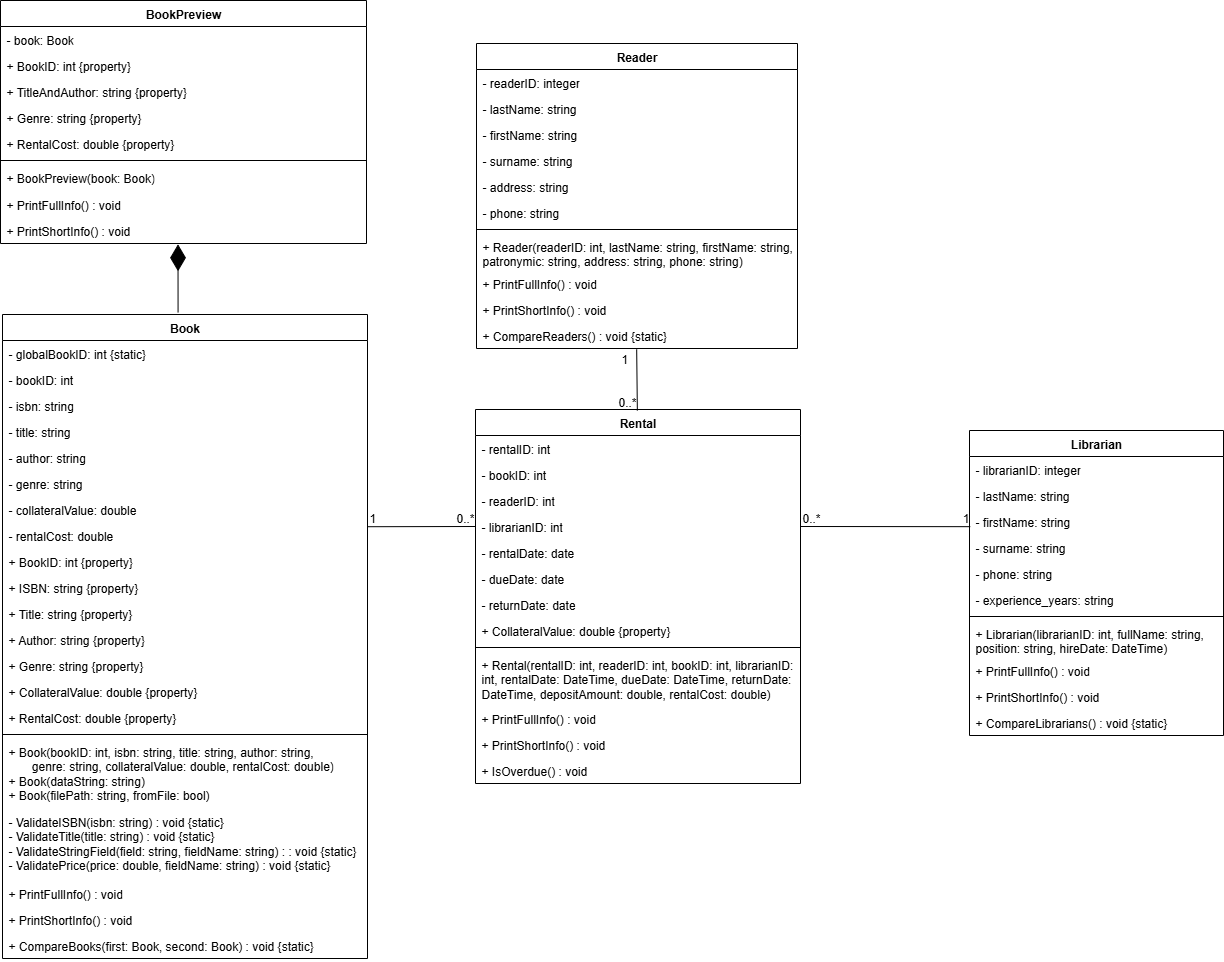 BookPreview
- book: Book
+ BookID: int {property}
+ TitleAndAuthor: string {property}
+ Genre: string {property}
+ RentalCost: double {property}
+ BookPreview(book: Book)
+ PrintFullInfo() : void
+ PrintShortInfo() : void
Book
- globalBookID: int {static}
- bookID: int
- isbn: string
- title: string
- author: string
- genre: string
- collateralValue: double
- rentalCost: double
+ BookID: int {property}
+ ISBN: string {property}
+ Title: string {property}
+ Author: string {property}
+ Genre: string {property}
+ CollateralValue: double {property}
+ RentalCost: double {property}
+ Book(bookID: int, isbn: string, title: string, author: string,
genre: string, collateralValue: double, rentalCost: double)
+ Book(dataString: string)
+ Book(filePath: string, fromFile: bool)
- ValidateISBN(isbn: string) : void {static}
- ValidateTitle(title: string) : void {static}
- ValidateStringField(field: string, fieldName: string) : : void {static}
- ValidatePrice(price: double, fieldName: string) : void {static}
+ PrintFullInfo() : void
+ PrintShortInfo() : void
+ CompareBooks(first: Book, second: Book) : void {static}
Reader
- readerID: integer
- lastName: string
- firstName: string
- surname: string
- address: string
- phone: string
+ Reader(readerID: int, lastName: string, firstName: string,
patronymic: string, address: string, phone: string)
+ PrintFullInfo() : void
+ PrintShortInfo() : void
+ CompareReaders() : void {static}
1
0..*
Rental
- rentalID: int
- bookID: int
- readerID: int
- librarianID: int
- rentalDate: date
- dueDate: date
- returnDate: date
+ CollateralValue: double {property}
+ Rental(rentalID: int, readerID: int, bookID: int, librarianID:
int, rentalDate: DateTime, dueDate: DateTime, returnDate:
DateTime, depositAmount: double, rentalCost: double)
+ PrintFullInfo() : void
+ PrintShortInfo() : void
+ IsOverdue() : void
1
0..*
0..*
1
Librarian
- librarianID: integer
- lastName: string
- firstName: string
- surname: string
- phone: string
- experience_years: string
+ Librarian(librarianID: int, fullName: string,
position: string, hireDate: DateTime)
+ PrintFullInfo() : void
+ PrintShortInfo() : void
+ CompareLibrarians() : void {static}